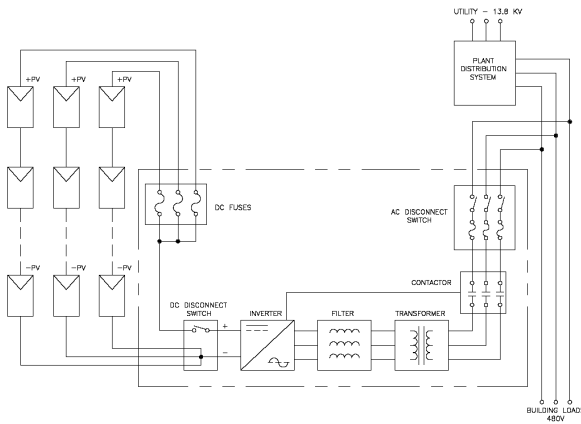 UTILITY - 13.8 KV
PLANT
DISTRIBUTION
SYSTEM
+PV +PV +PV
DC FUSES
AC DISCONNECT
SWITCH
-PV -PV -PV
CONTACTOR
DC DISCONNECT
SWITCH
INVERTER
FILTER
TRANSFORMER
+
-
BUILDING LOAD
480V